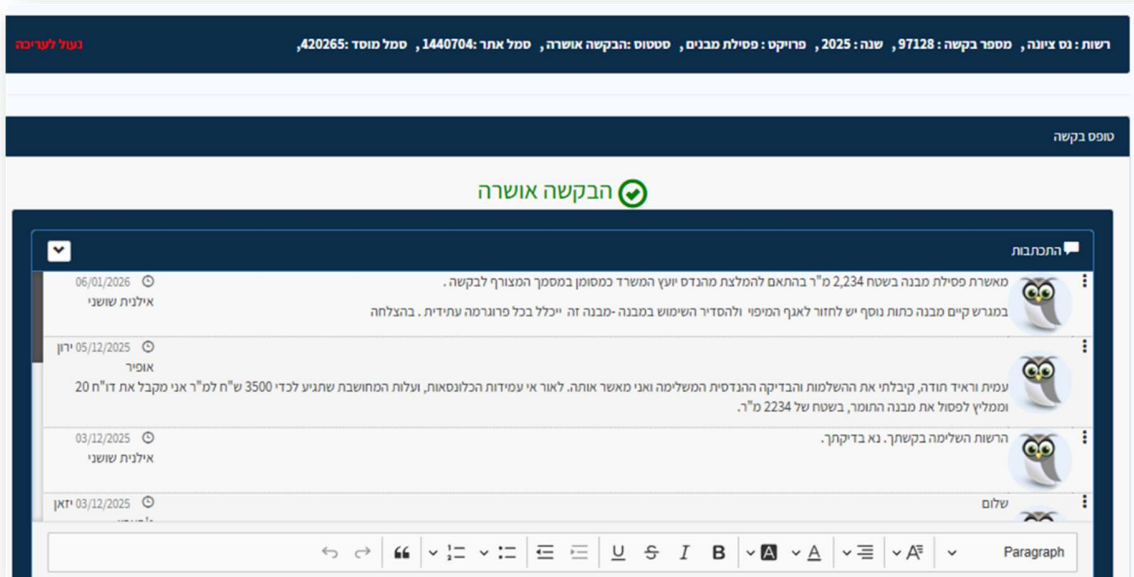 רשות : נס ציונה , מספר בקשה : 97128 , שנה : 2025 , פרויקט : פסילת מבנים , סטטוס :הבקשה אושרה , סמל אתר :1440704 , סמל מוסד :420265, נעול לעריכה
טופס בקשה
הבקשה אושרה
התכתבות
מאשרת פסילת מבנה בשטח 2,234 מ"ר בהתאם להמלצת מהנדס יועץ המשרד כמסומן במסמך המצורף לבקשה .
במגרש קיים מבנה כתות נוסף יש לחזור לאגף המיפוי ולהסדיר השימוש במבנה -מבנה זה ייכלל בכל פרוגרמה עתידית . בהצלחה
06/01/2026
אילנית שושני
05/12/2025 ירון
אופיר
עמית וראיד תודה, קיבלתי את ההשלמות והבדיקה ההנדסית המשלימה ואני מאשר אותה. לאור אי עמידות הכלונסאות, ועלות המחושבת שתגיע לכדי 3500 ש"ח למ"ר אני מקבל את דו"ח 20
וממליץ לפסול את מבנה התומר, בשטח של 2234 מ"ר.
הרשות השלימה בקשתך. נא בדיקתך.
03/12/2025
אילנית שושני
שלום
03/12/2025 יזאן
Paragraph